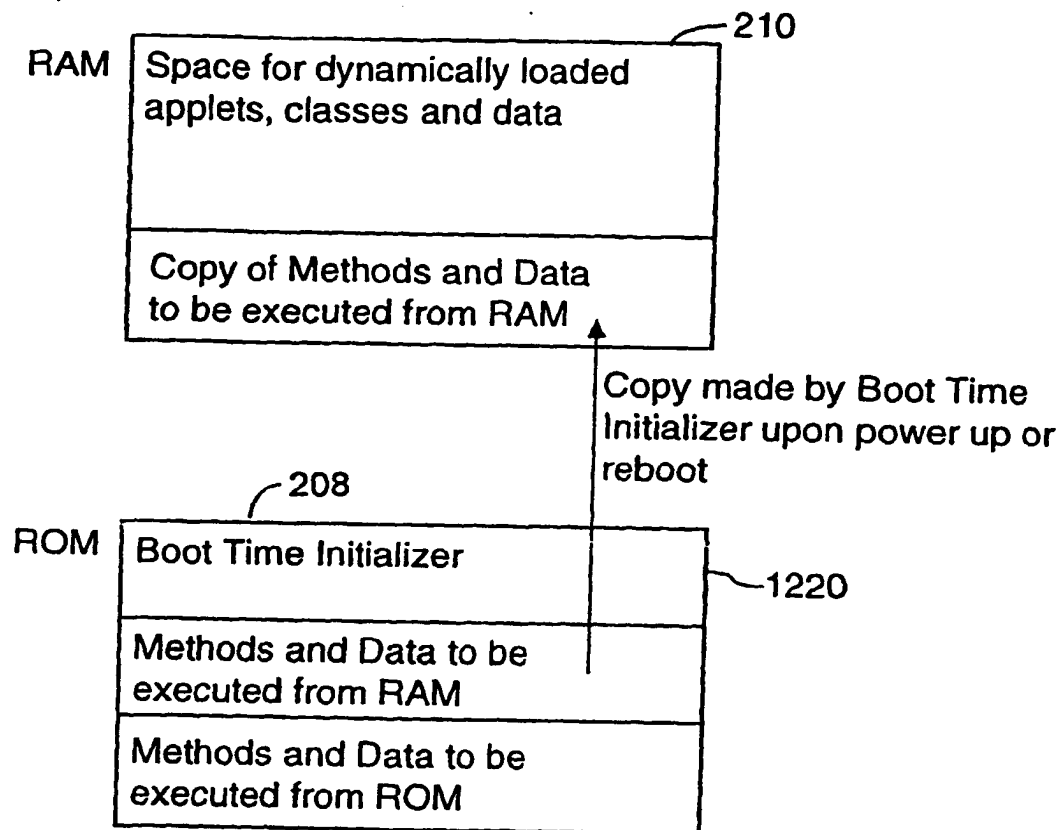 210
RAM
Space for dynamically loaded
applets, classes and data
Copy of Methods and Data
to be executed from RAM
Copy made by Boot Time
Initializer upon power up or
reboot
208
ROM
Boot Time Initializer
1220
Methods and Data to be
executed from RAM
Methods and Data to be
executed from ROM